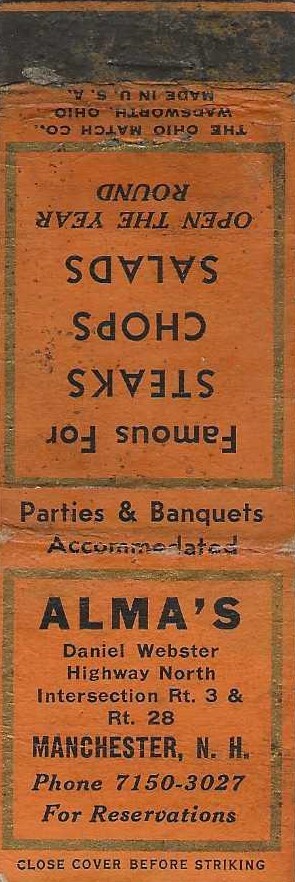 THE OHIO MATCH CO.,
WADSWORTH, OHIO
MADE IN U. S. A.
Famous For
STEAKS
CHOPS
SALADS
OPEN THE YEAR
ROUND
Parties & Banquets
Accommodated
ALMA'S
Daniel Webster
Highway North
Intersection Rt. 3 &
Rt. 28
MANCHESTER, N. H.
Phone 7150-3027
For Reservations
CLOSE COVER BEFORE STRIKING